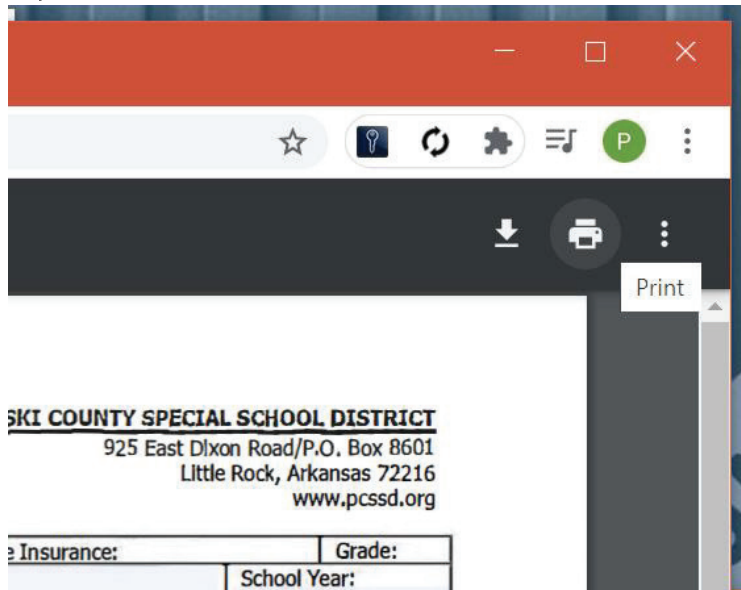 P
Print
SKI COUNTY SPECIAL SCHOOL DISTRICT
925 East Dixon Road/P.O. Box 8601
Little Rock, Arkansas 72216
www.pcssd.org
e Insurance: Grade:
School Year: